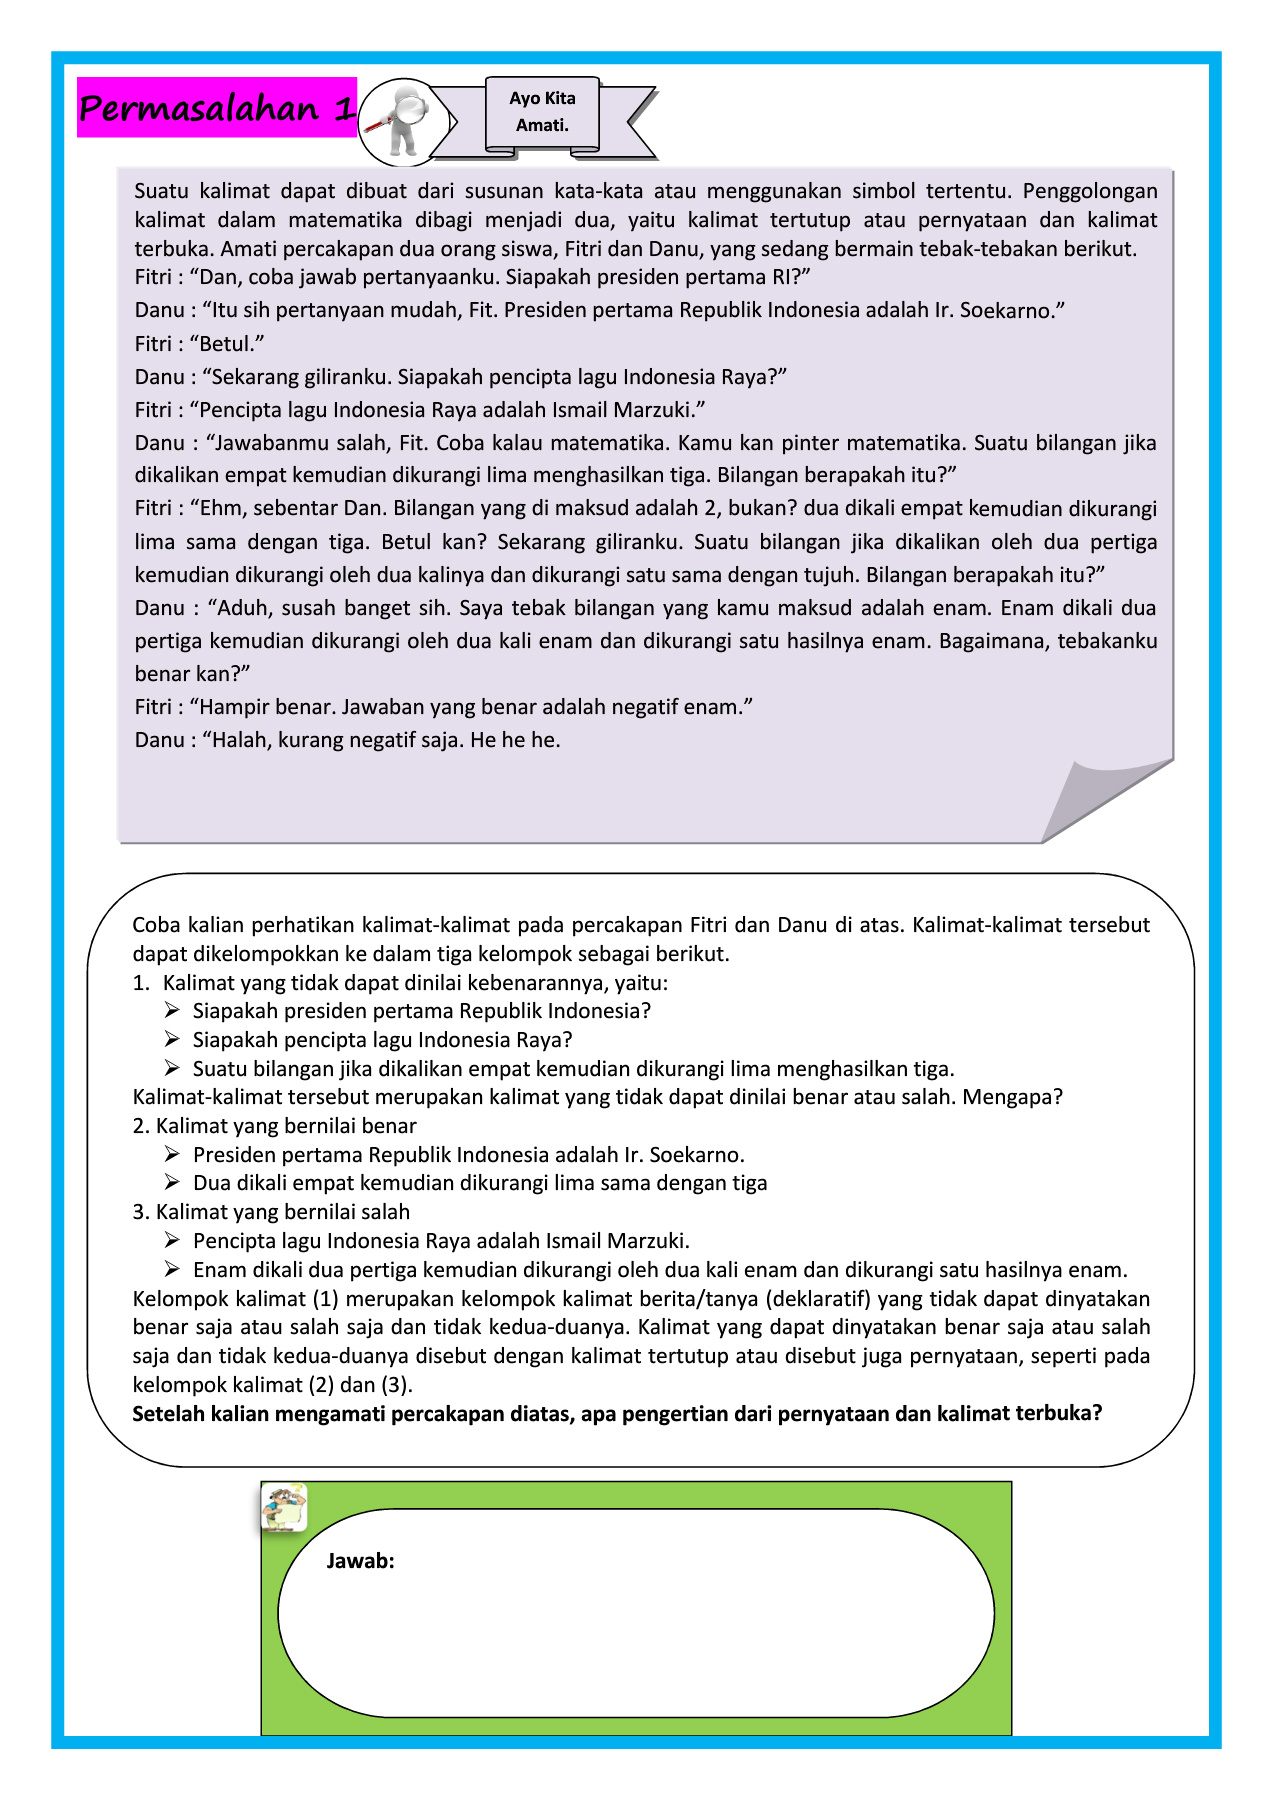 Permasalahan 1
Ayo Kita
Amati.
Suatu kalimat dapat dibuat dari susunan kata-kata atau menggunakan simbol tertentu. Penggolongan
kalimat dalam matematika dibagi menjadi dua, yaitu kalimat tertutup atau pernyataan dan kalimat
terbuka. Amati percakapan dua orang siswa, Fitri dan Danu, yang sedang bermain tebak-tebakan berikut.
Fitri : “Dan, coba jawab pertanyaanku. Siapakah presiden pertama RI?”
Danu : “Itu sih pertanyaan mudah, Fit. Presiden pertama Republik Indonesia adalah Ir. Soekarno.”
Fitri : “Betul.”
Danu : “Sekarang giliranku. Siapakah pencipta lagu Indonesia Raya?”
Fitri : “Pencipta lagu Indonesia Raya adalah Ismail Marzuki.”
Danu : “Jawabanmu salah, Fit. Coba kalau matematika. Kamu kan pinter matematika. Suatu bilangan jika
dikalikan empat kemudian dikurangi lima menghasilkan tiga. Bilangan berapakah itu?”
Fitri : “Ehm, sebentar Dan. Bilangan yang di maksud adalah 2, bukan? dua dikali empat kemudian dikurangi
lima sama dengan tiga. Betul kan? Sekarang giliranku. Suatu bilangan jika dikalikan oleh dua pertiga
kemudian dikurangi oleh dua kalinya dan dikurangi satu sama dengan tujuh. Bilangan berapakah itu?”
Danu : “Aduh, susah banget sih. Saya tebak bilangan yang kamu maksud adalah enam. Enam dikali dua
pertiga kemudian dikurangi oleh dua kali enam dan dikurangi satu hasilnya enam. Bagaimana, tebakanku
benar kan?”
Fitri : “Hampir benar. Jawaban yang benar adalah negatif enam.”
Danu : “Halah, kurang negatif saja. He he he.
Coba kalian perhatikan kalimat-kalimat pada percakapan Fitri dan Danu di atas. Kalimat-kalimat tersebut
dapat dikelompokkan ke dalam tiga kelompok sebagai berikut.
1. Kalimat yang tidak dapat dinilai kebenarannya, yaitu:
➢ Siapakah presiden pertama Republik Indonesia?
➢ Siapakah pencipta lagu Indonesia Raya?
➢ Suatu bilangan jika dikalikan empat kemudian dikurangi lima menghasilkan tiga.
Kalimat-kalimat tersebut merupakan kalimat yang tidak dapat dinilai benar atau salah. Mengapa?
2. Kalimat yang bernilai benar
➢ Presiden pertama Republik Indonesia adalah Ir. Soekarno.
➢ Dua dikali empat kemudian dikurangi lima sama dengan tiga
3. Kalimat yang bernilai salah
➢ Pencipta lagu Indonesia Raya adalah Ismail Marzuki.
➢ Enam dikali dua pertiga kemudian dikurangi oleh dua kali enam dan dikurangi satu hasilnya enam.
Kelompok kalimat (1) merupakan kelompok kalimat berita/tanya (deklaratif) yang tidak dapat dinyatakan
benar saja atau salah saja dan tidak kedua-duanya. Kalimat yang dapat dinyatakan benar saja atau salah
saja dan tidak kedua-duanya disebut dengan kalimat tertutup atau disebut juga pernyataan, seperti pada
kelompok kalimat (2) dan (3).
Setelah kalian mengamati percakapan diatas, apa pengertian dari pernyataan dan kalimat terbuka?
Jawab: